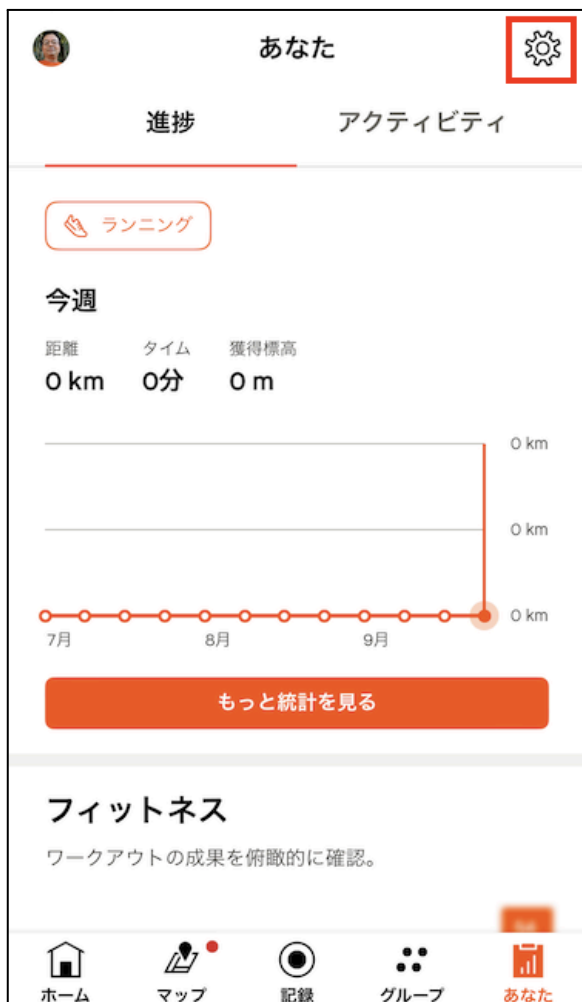 あなた
進捗 アクティビティ
ランニング
今週
距離 タイム 獲得標高
0 km 0分 0 m
0 km
0 km
0 km
7月 8月 9月
もっと統計を見る
フィットネス
ワークアウトの成果を俯瞰的に確認。
ホーム マップ 記録 グループ あなた